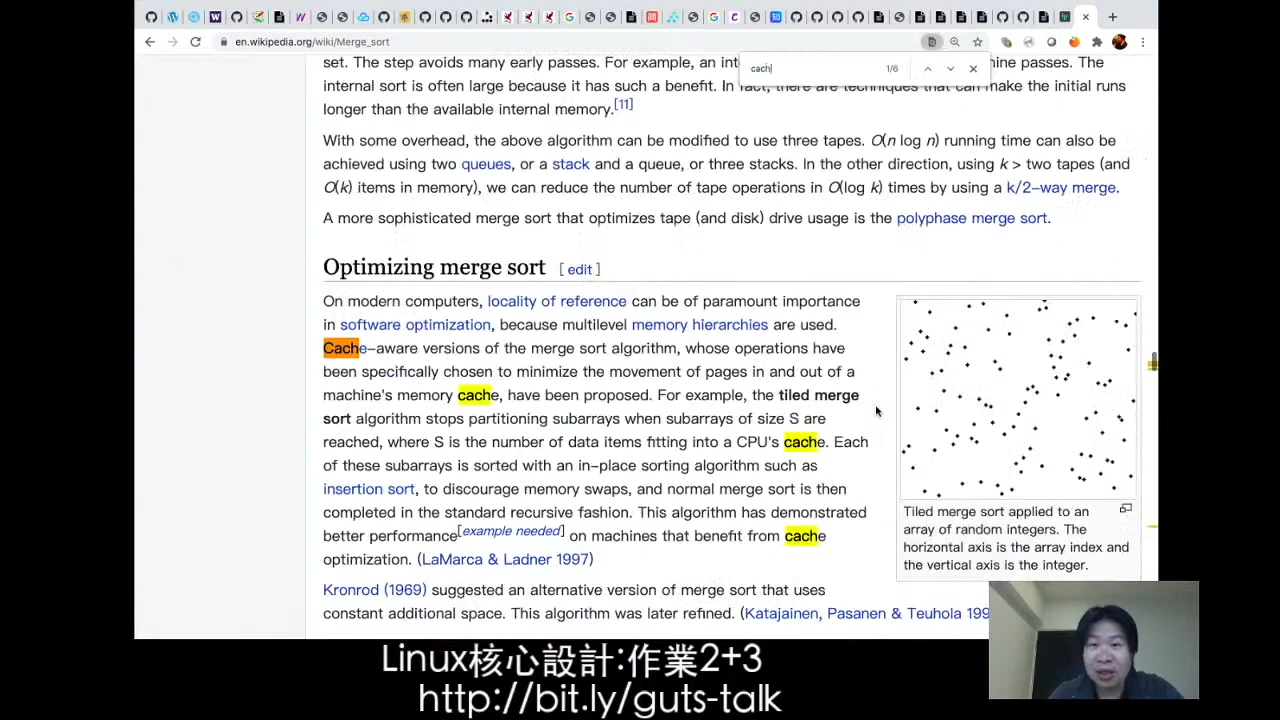 en.wikipedia.org/wiki/Merge_sort
cach
1/6
set. The step avoids many early passes. For example, an
internal sort is often large because it has such a benefit. In fact, there are techniques that can make the initial runs
longer than the available internal memory.[11]
With some overhead, the above algorithm can be modified to use three tapes. O(n log n) running time can also be
achieved using two queues, or a stack and a queue, or three stacks. In the other direction, using k > two tapes (and
O(k) items in memory), we can reduce the number of tape operations in O(log k) times by using a k/2-way merge.
A more sophisticated merge sort that optimizes tape (and disk) drive usage is the polyphase merge sort.
Optimizing merge sort [ edit ]
On modern computers, locality of reference can be of paramount importance
in software optimization, because multilevel memory hierarchies are used.
Cache-aware versions of the merge sort algorithm, whose operations have
been specifically chosen to minimize the movement of pages in and out of a
machine's memory cache, have been proposed. For example, the tiled merge
sort algorithm stops partitioning subarrays when subarrays of size S are
reached, where S is the number of data items fitting into a CPU's cache. Each
of these subarrays is sorted with an in-place sorting algorithm such as
insertion sort, to discourage memory swaps, and normal merge sort is then
completed in the standard recursive fashion. This algorithm has demonstrated
better performance[example needed] on machines that benefit from cache
optimization. (LaMarca & Ladner 1997)
Kronrod (1969) suggested an alternative version of merge sort that uses
constant additional space. This algorithm was later refined. (Katajainen, Pasanen & Teuhola 199
Tiled merge sort applied to an
array of random integers. The
horizontal axis is the array index and
the vertical axis is the integer.
Linux核心設計:作業2+3
http://bit.ly/guts-talk